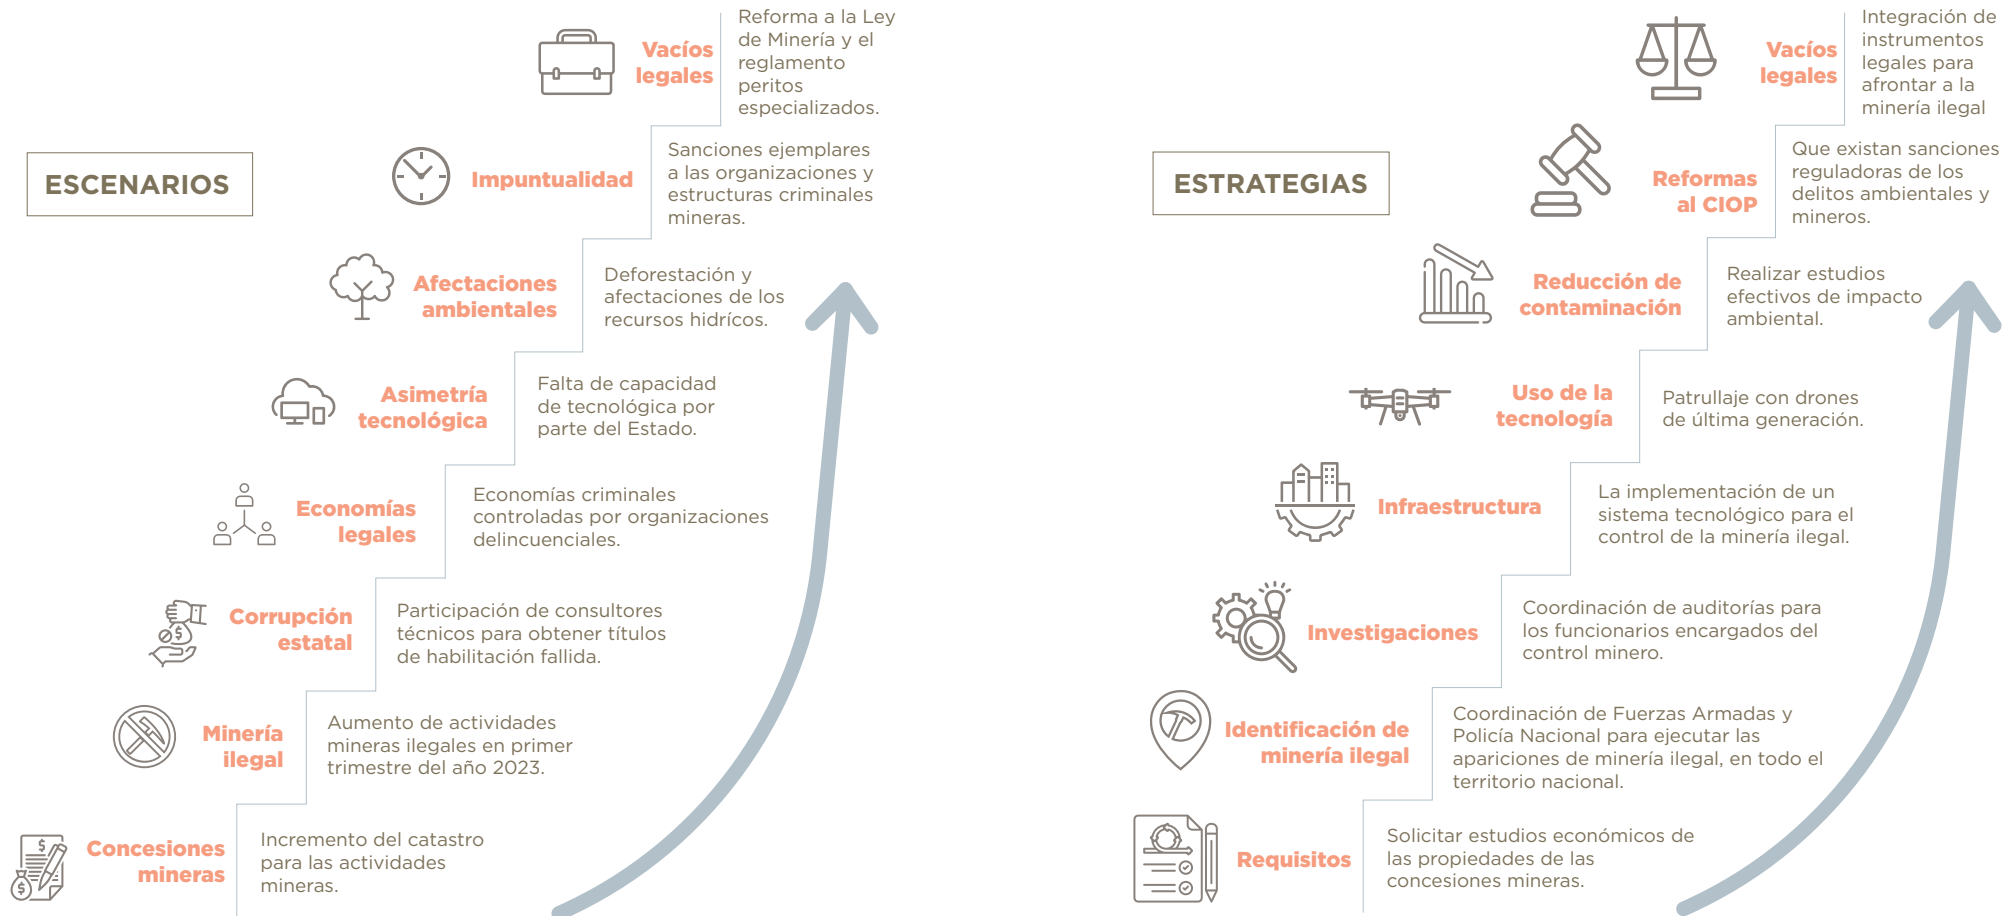 ESCENARIOS
Vacíos
legales
Reforma a la Ley
de Minería y el
reglamento
peritos
especializados.
Impuntualidad
Sanciones ejemplares
a las organizaciones y
estructuras criminales
mineras.
Afectaciones
ambientales
Deforestación y
afectaciones de los
recursos hidrícos.
Asimetría
tecnológica
Falta de capacidad
de tecnológica por
parte del Estado.
Economías
legales
Economías criminales
controladas por organizaciones
delincuenciales.
Corrupción
estatal
Participación de consultores
técnicos para obtener títulos
de habilitación fallida.
Minería
ilegal
Aumento de actividades
mineras ilegales en primer
trimestre del año 2023.
Concesiones
mineras
Incremento del catastro
para las actividades
mineras.
ESTRATEGIAS
Vacíos
legales
Integración de
instrumentos
legales para
afrontar a la
minería ilegal
Reformas
al CIOP
Que existan sanciones
reguladoras de los
delitos ambientales y
mineros.
Reducción de
contaminación
Realizar estudios
efectivos de impacto
ambiental.
Uso de la
tecnología
Patrullaje con drones
de última generación.
Infraestructura
La implementación de un
sistema tecnológico para el
control de la minería ilegal.
Investigaciones
Coordinación de auditorías para
los funcionarios encargados del
control minero.
Identificación de
minería ilegal
Coordinación de Fuerzas Armadas y
Policía Nacional para ejecutar las
apariciones de minería ilegal, en todo el
territorio nacional.
Requisitos
Solicitar estudios económicos de
las propiedades de las
concesiones mineras.